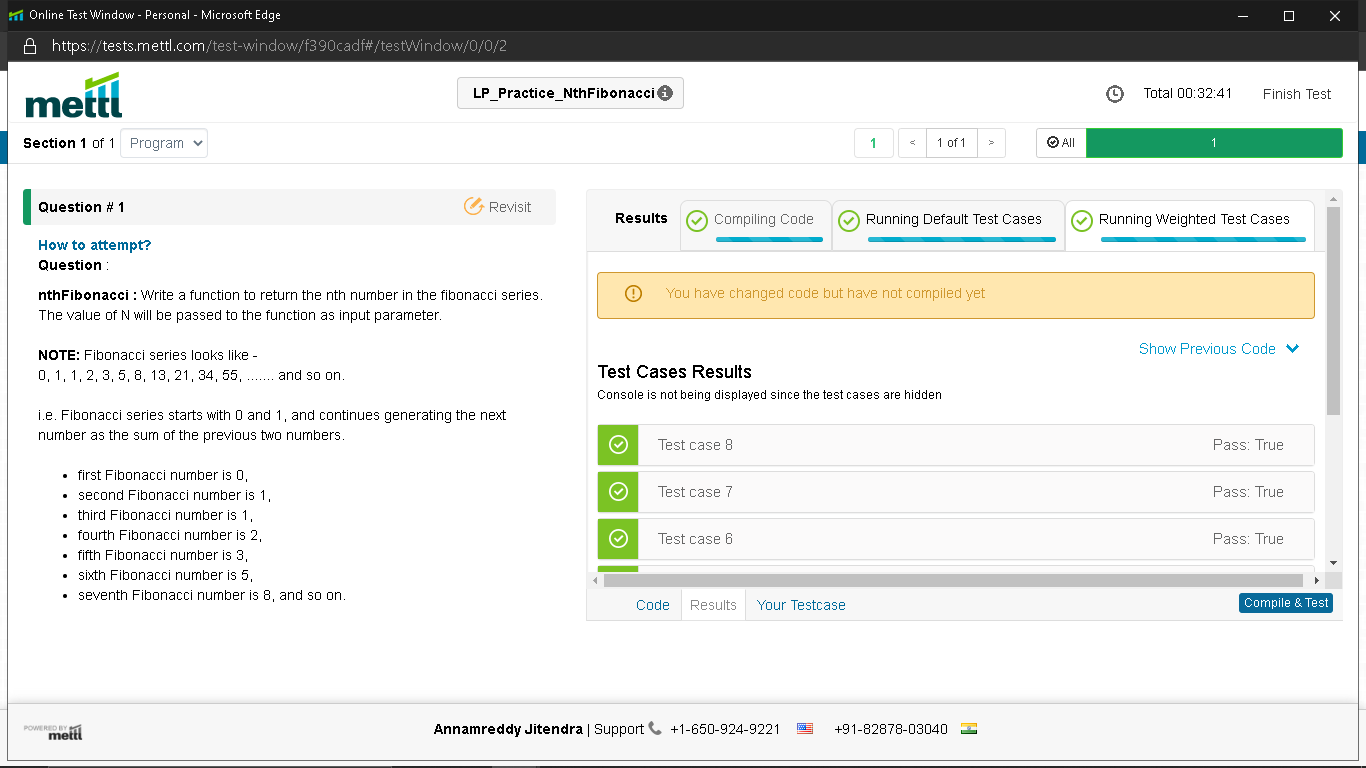 Online Test Window - Personal - Microsoft Edge
https://tests.mettl.com/test-window/f390cadf#/testWindow/0/0/2
mettl
LP_Practice_NthFibonacci
Total 00:32:41
Finish Test
Section 1 of 1
Program
1
<
1 of 1
>
All
1
Question # 1
Revisit
How to attempt?
Question :
nthFibonacci : Write a function to return the nth number in the fibonacci series.
The value of N will be passed to the function as input parameter.
NOTE: Fibonacci series looks like -
0, 1, 1, 2, 3, 5, 8, 13, 21, 34, 55, ....... and so on.
i.e. Fibonacci series starts with 0 and 1, and continues generating the next
number as the sum of the previous two numbers.
• first Fibonacci number is 0,
• second Fibonacci number is 1,
• third Fibonacci number is 1,
• fourth Fibonacci number is 2,
• fifth Fibonacci number is 3,
• sixth Fibonacci number is 5,
• seventh Fibonacci number is 8, and so on.
Results
Compiling Code
Running Default Test Cases
Running Weighted Test Cases
You have changed code but have not compiled yet
Show Previous Code
Test Cases Results
Console is not being displayed since the test cases are hidden
Test case 8 Pass: True
Test case 7 Pass: True
Test case 6 Pass: True
Code
Results
Your Testcase
Compile & Test
POWERED BY
mettl
Annamreddy Jitendra | Support +1-650-924-9221 +91-82878-03040